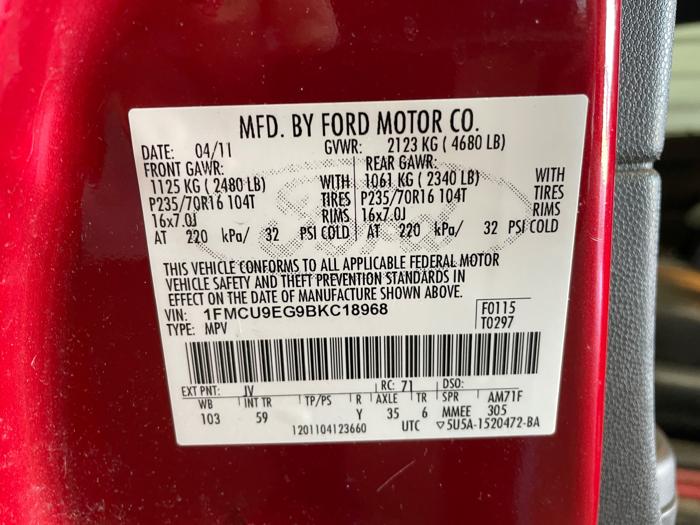 MFD. BY FORD MOTOR CO.
DATE: 04/11 GVWR: 2123 KG ( 4680 LB)
FRONT GAWR: REAR GAWR:
1125 KG ( 2480 LB) WITH 1061 KG ( 2340 LB) WITH
P235/70R16 104T TIRES P235/70R16 104T TIRES
16x7.0J RIMS 16x7.0J RIMS
AT 220 kPa/ 32 PSI COLD AT 220 kPa/ 32 PSI COLD
Ford
THIS VEHICLE CONFORMS TO ALL APPLICABLE FEDERAL MOTOR
VEHICLE SAFETY AND THEFT PREVENTION STANDARDS IN
EFFECT ON THE DATE OF MANUFACTURE SHOWN ABOVE.
VIN: 1FMCU9EG9BKC18968 F0115
TYPE: MPV T0297
EXT PNT: JV RC: 71 DSO:
WB INT TR TP/PS R AXLE TR SPR AM71F
103 59 Y 35 6 MMEE 305
1201104123660 UTC ▽5U5A-1520472-BA